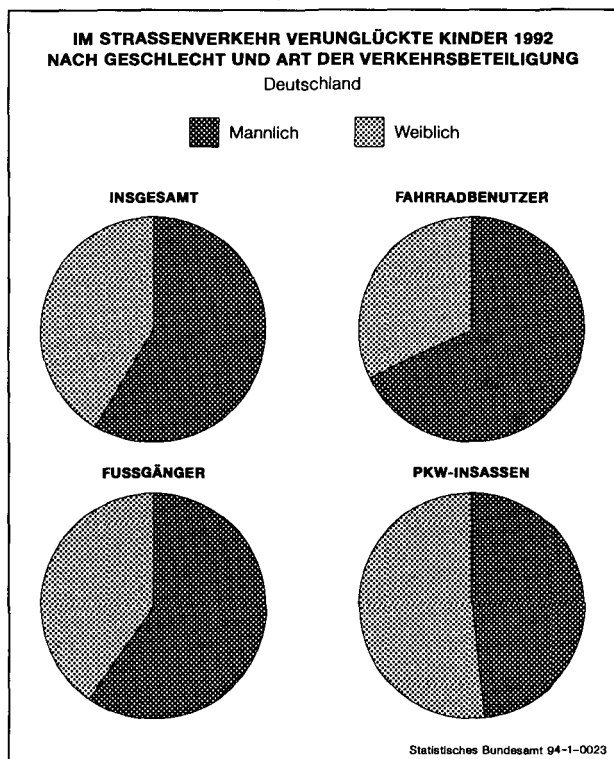 IM STRASSENVERKEHR VERUNGLÜCKTE KINDER 1992
NACH GESCHLECHT UND ART DER VERKEHRSBETEILIGUNG
Deutschland
Mannlich
Weiblich
INSGESAMT
FAHRRADBENUTZER
FUSSGÄNGER
PKW-INSASSEN
Statistisches Bundesamt 94-1-0023